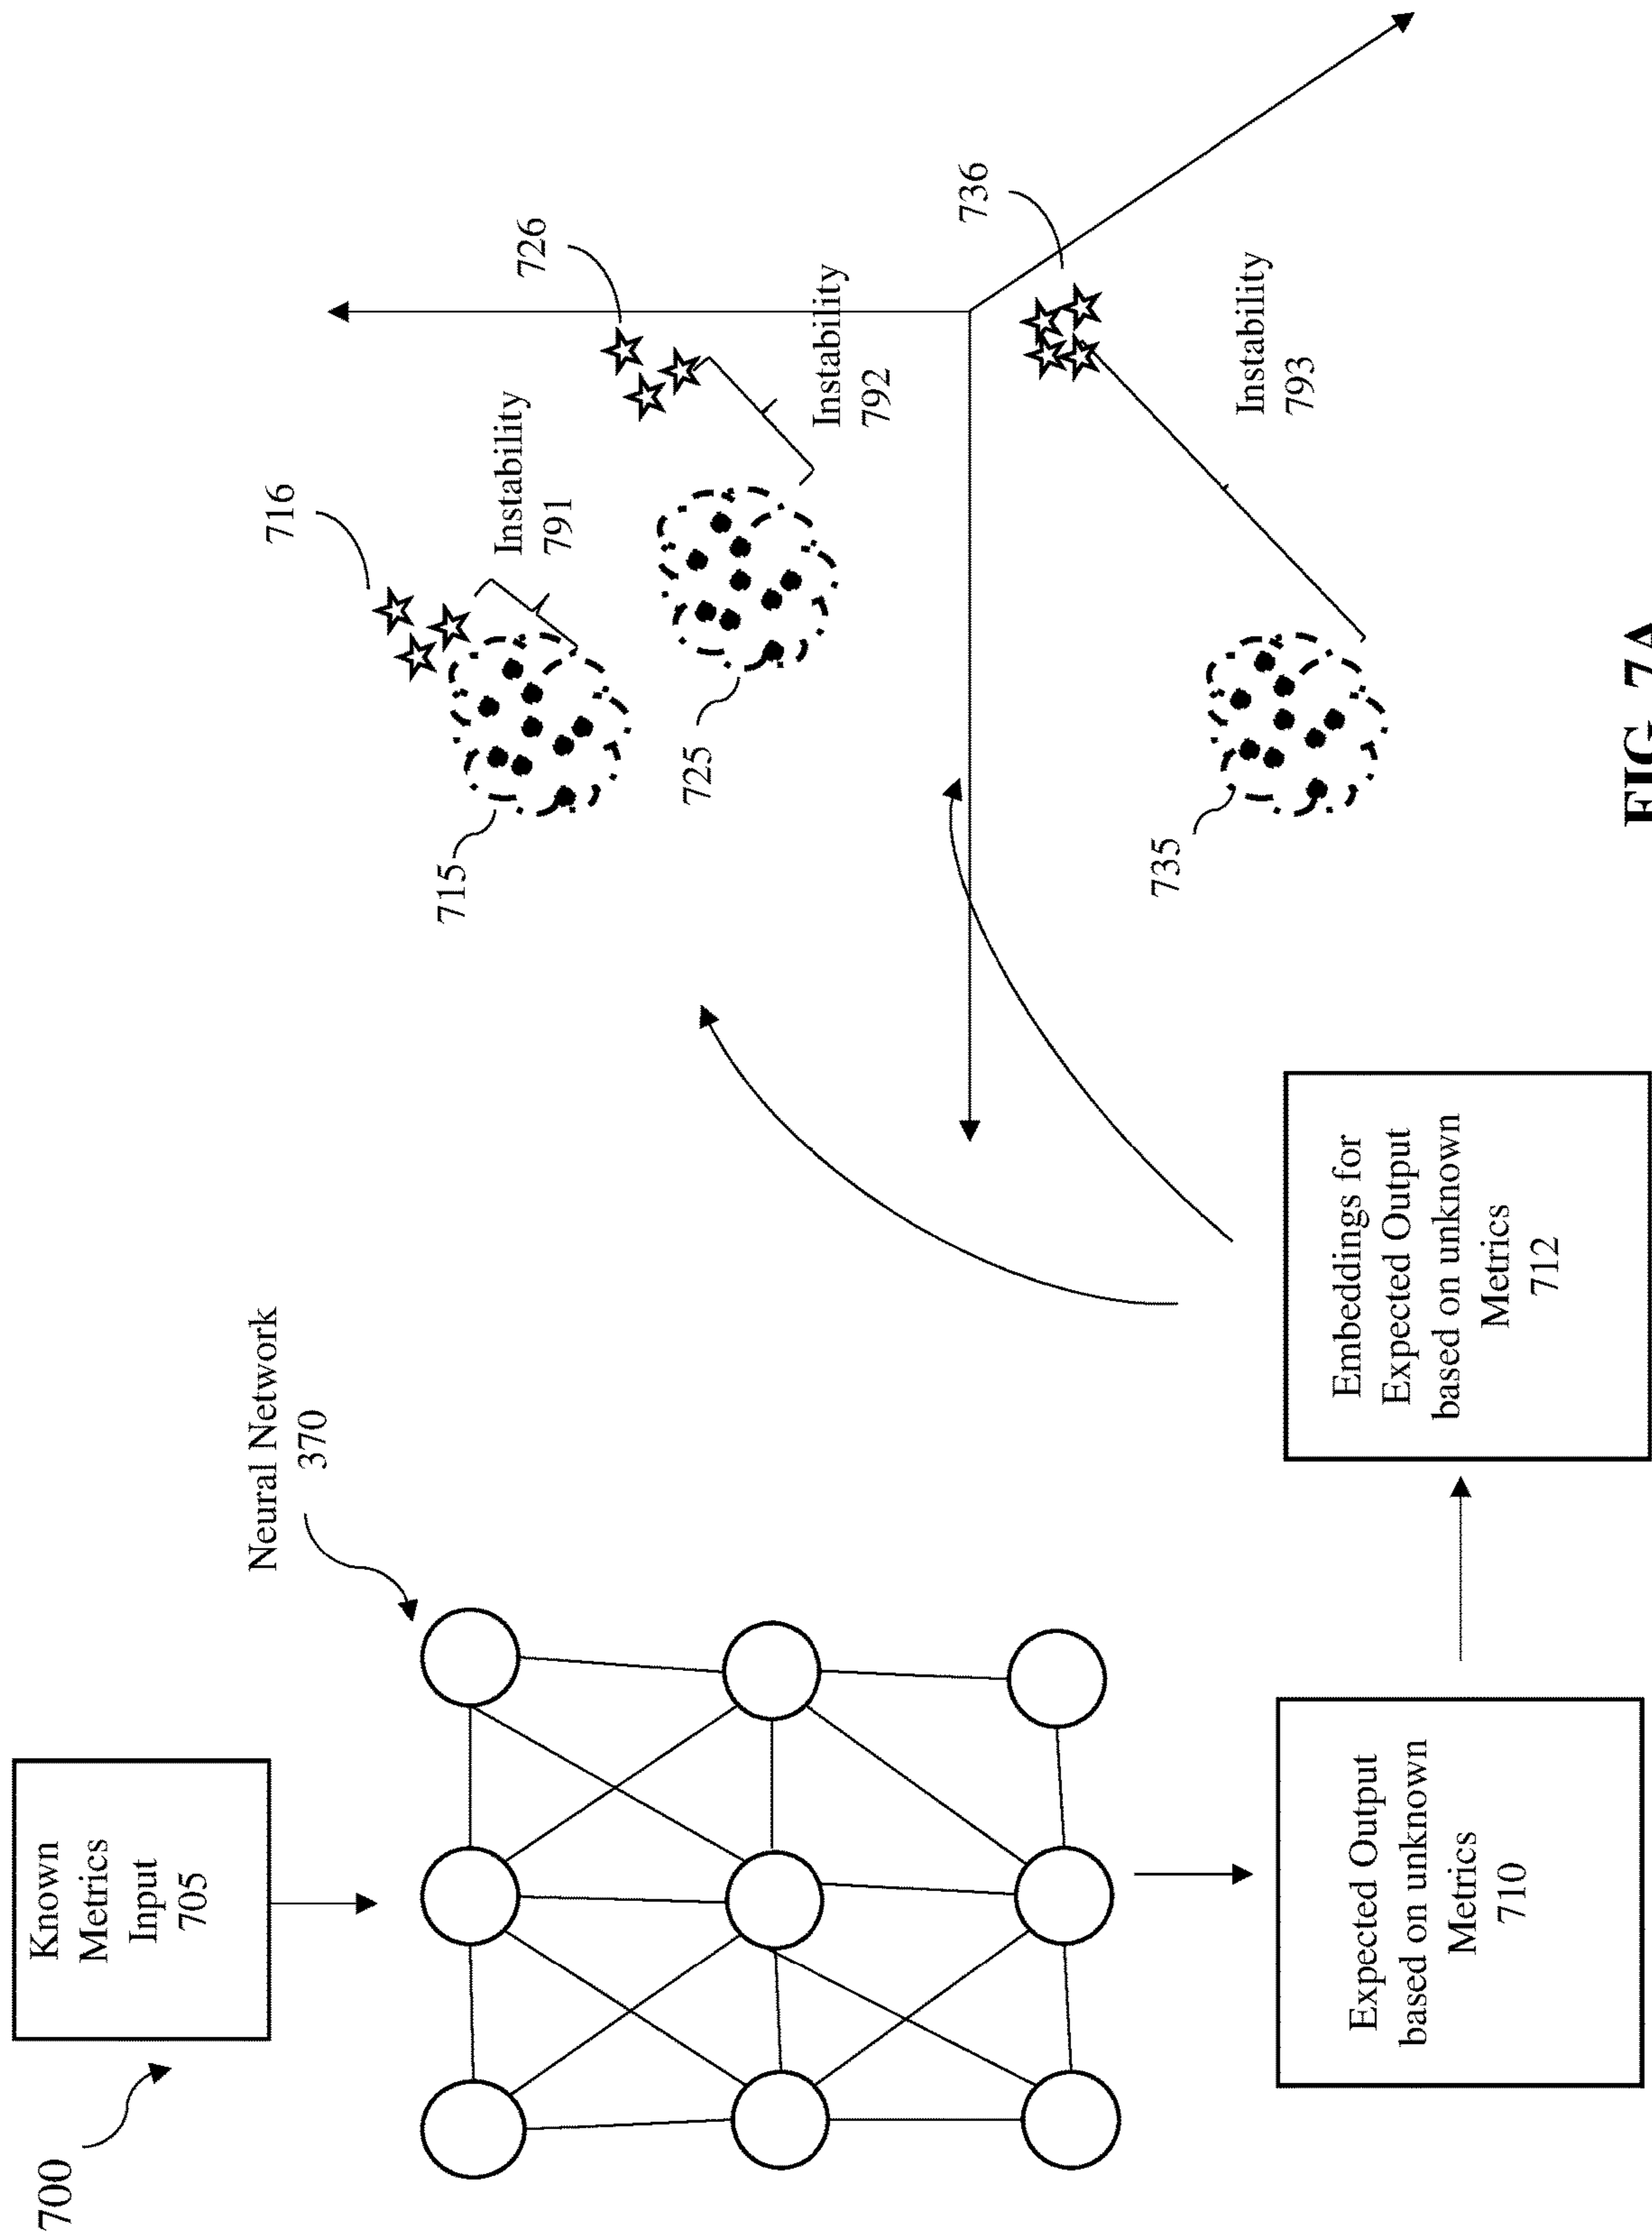 700
Known
Metrics
Input
705
Neural Network
370
Expected Output
based on unknown
Metrics
710
Embeddings for
Expected Output
based on unknown
Metrics
712
715
716
Instability
791
725
726
Instability
792
735
736
Instability
793
FIG. 7A